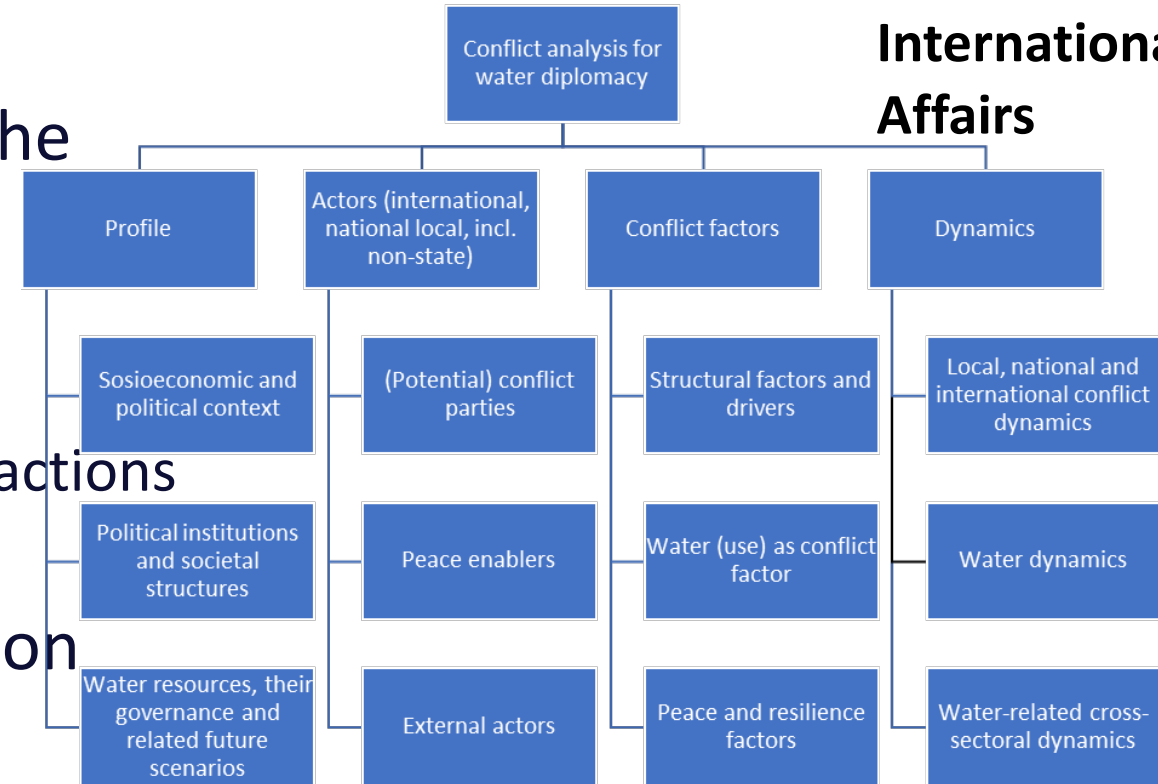 Conflict analysis for
water diplomacy
Internationa
Affairs
he
Profile
Actors (international,
national local, incl.
non-state)
Conflict factors
Dynamics
Sosioeconomic and
political context
(Potential) conflict
parties
Structural factors and
drivers
Local, national and
international conflict
dynamics
actions
Political institutions
and societal
structures
Peace enablers
Water (use) as conflict
factor
Water dynamics
on
Water resources, their
governance and
related future
scenarios
External actors
Peace and resilience
factors
Water-related cross-
sectoral dynamics